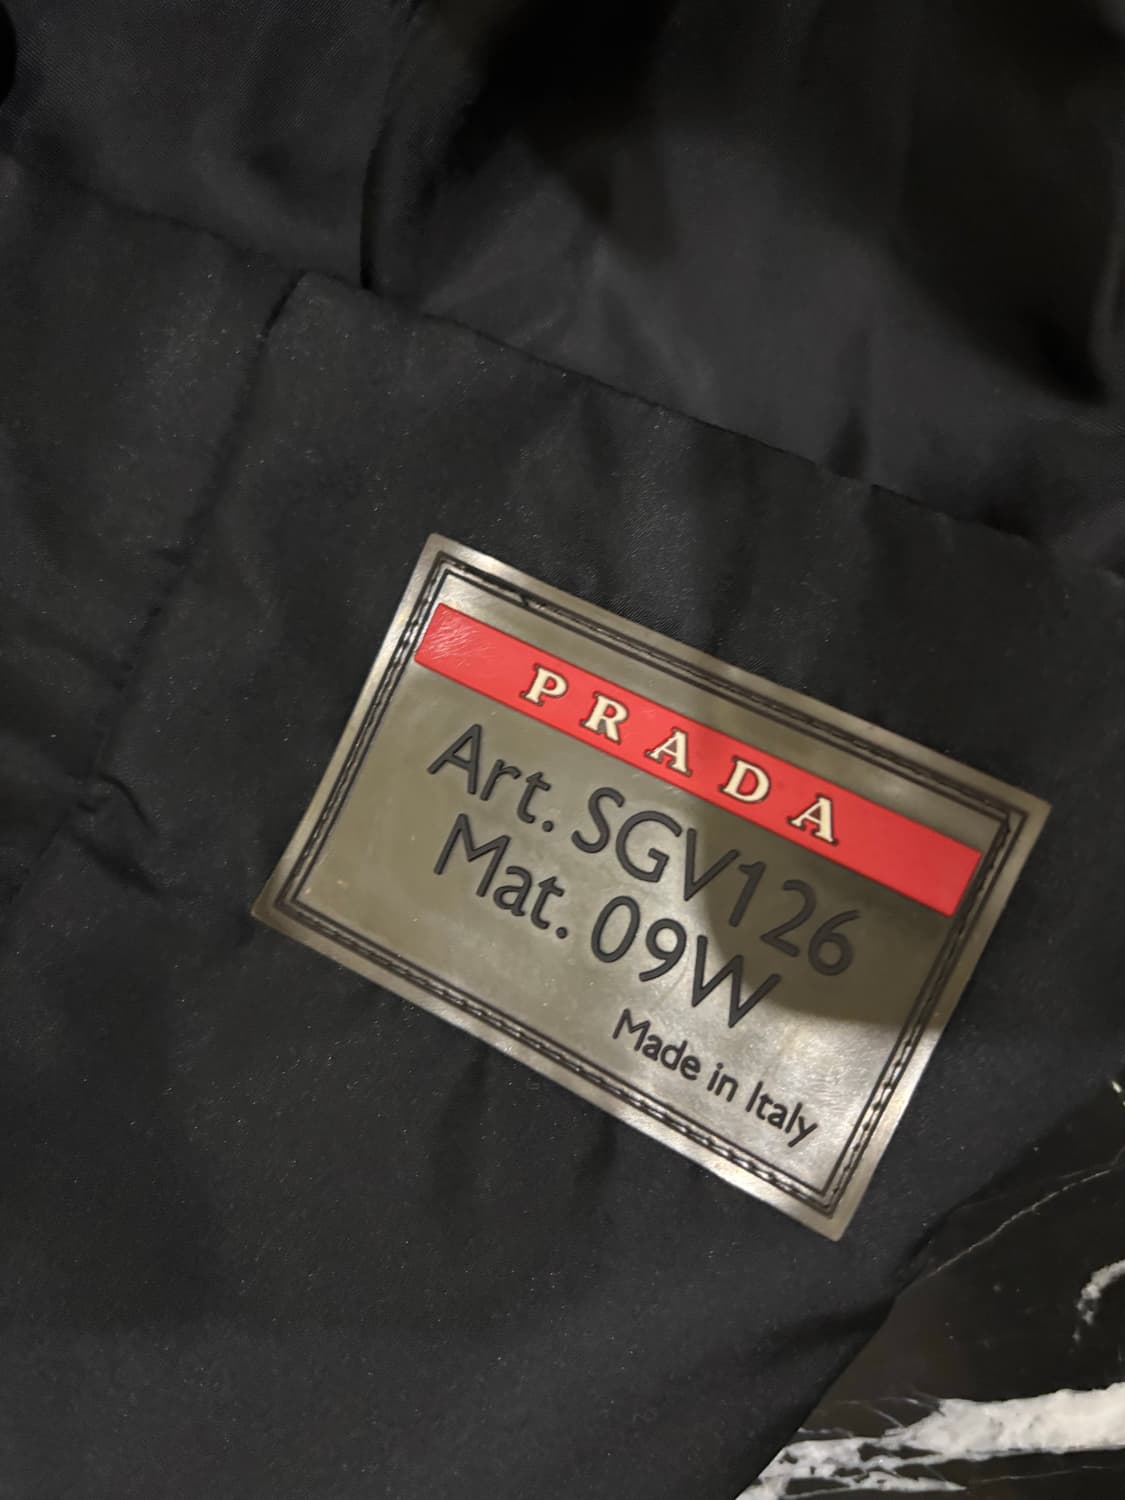 PRADA
Art. SGV126
Mat. 09W
Made in Italy